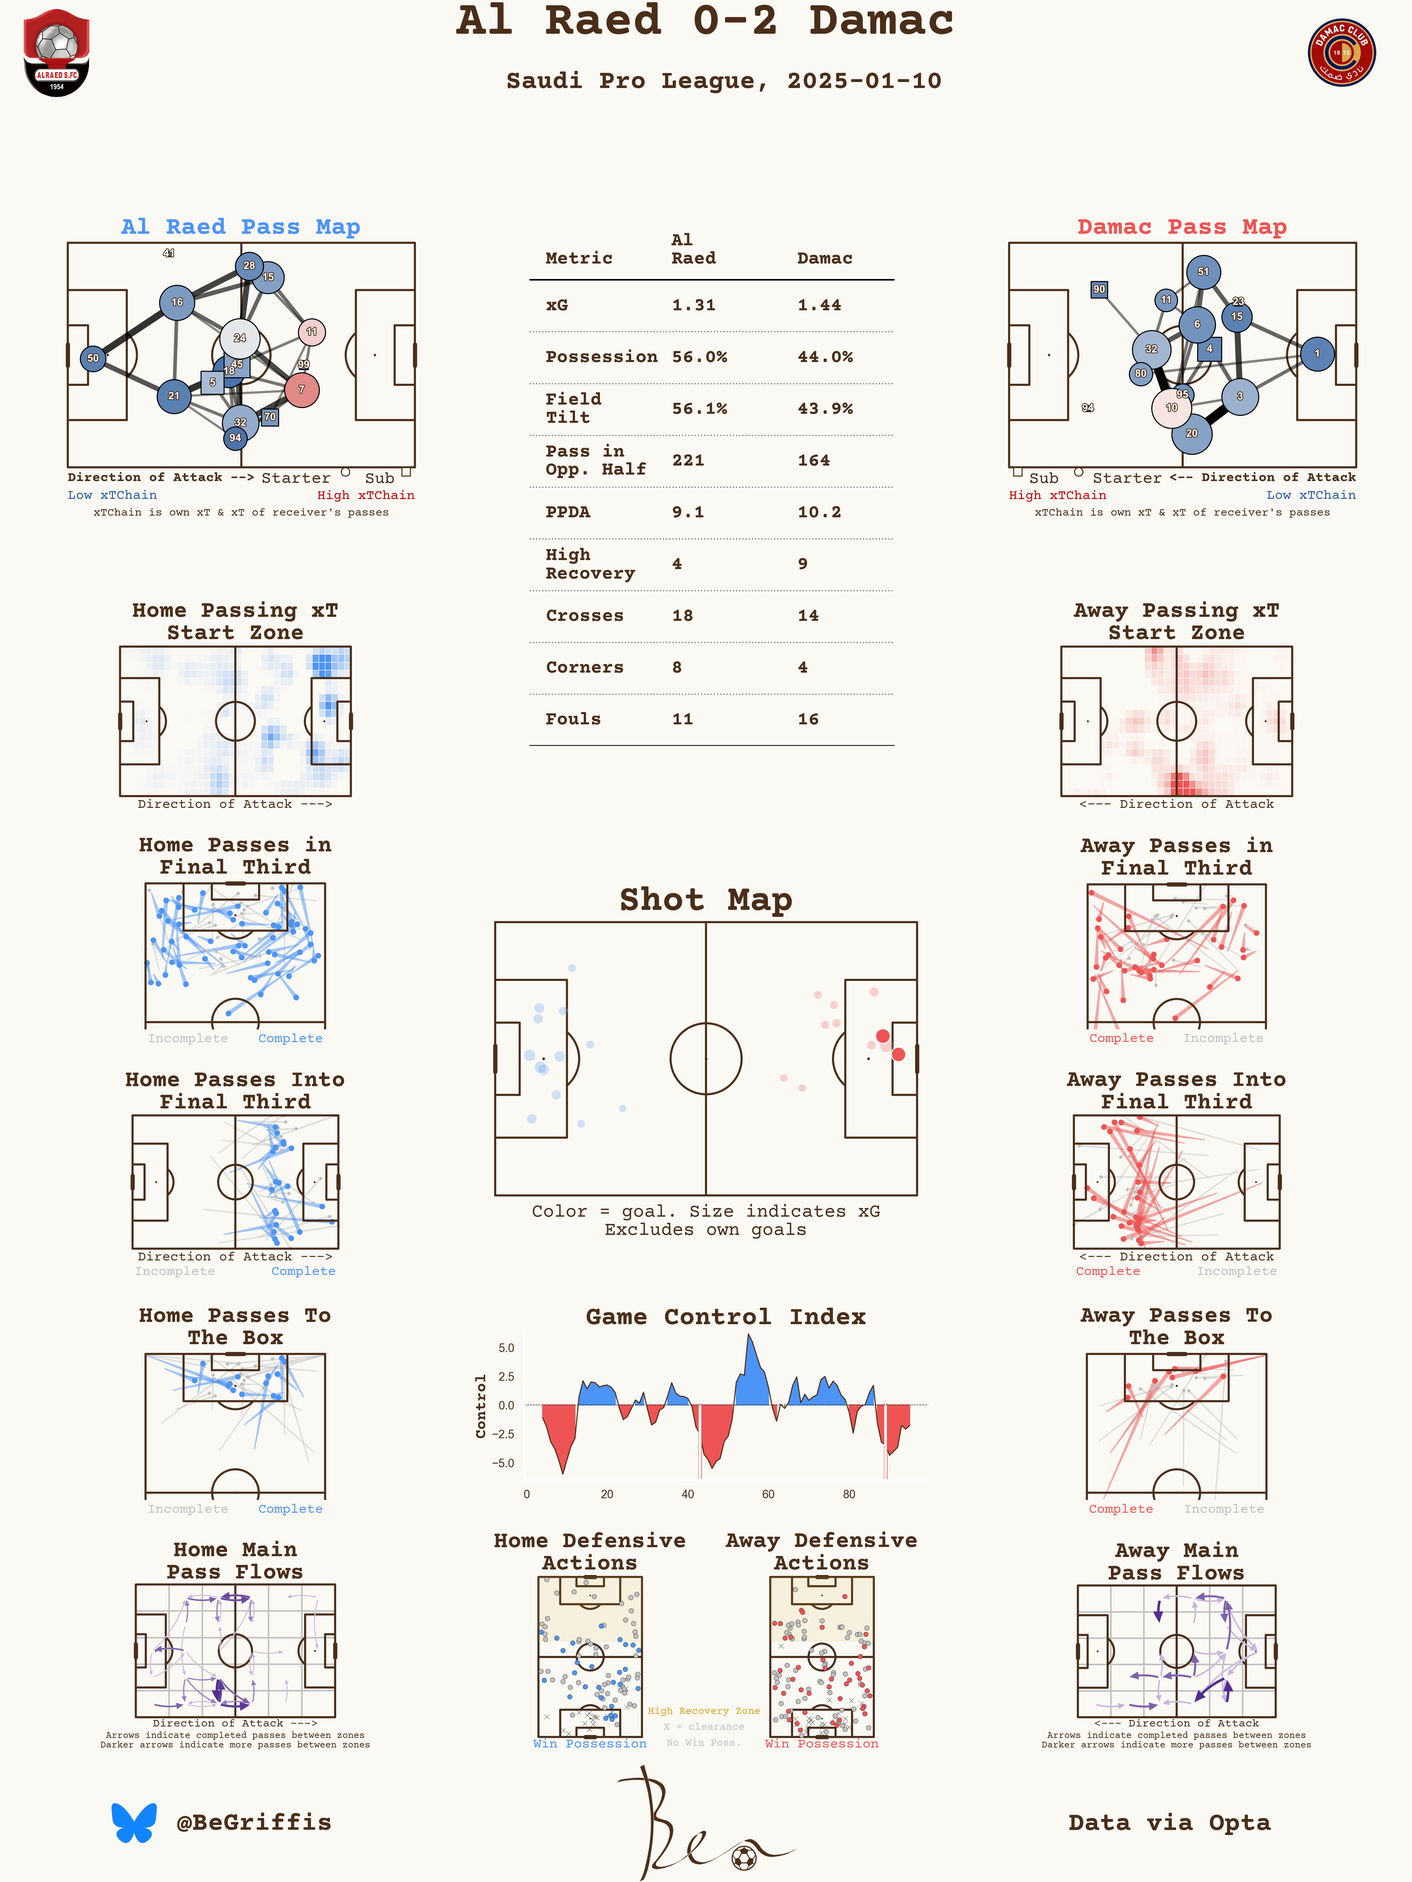 Al Raed 0-2 Damac
Saudi Pro League, 2025-01-10
ALRAED S.FC
1954
DAMAC CLUB
19 72
نادي ضمك
Al Raed Pass Map
41
28
15
16
24
11
50
45
99
18
5
7
21
32
70
94
Direction of Attack --> Starter Sub
Low xTChain High xTChain
xTChain is own xT & xT of receiver's passes
Metric Al Raed Damac
xG 1.31 1.44
Possession 56.0% 44.0%
Field Tilt 56.1% 43.9%
Pass in Opp. Half 221 164
PPDA 9.1 10.2
High Recovery 4 9
Crosses 18 14
Corners 8 4
Fouls 11 16
Damac Pass Map
51
90
11
23
15
6
32
4
1
80
95
3
94
10
20
Sub Starter <-- Direction of Attack
High xTChain Low xTChain
xTChain is own xT & xT of receiver's passes
Home Passing xT
Start Zone
Direction of Attack --->
Away Passing xT
Start Zone
<--- Direction of Attack
Home Passes in
Final Third
Incomplete Complete
Away Passes in
Final Third
Complete Incomplete
Shot Map
Color = goal. Size indicates xG
Excludes own goals
Home Passes Into
Final Third
Direction of Attack --->
Incomplete Complete
Away Passes Into
Final Third
<--- Direction of Attack
Complete Incomplete
Home Passes To
The Box
Incomplete Complete
Game Control Index
Control
5.0
2.5
0.0
−2.5
−5.0
0 20 40 60 80
Away Passes To
The Box
Complete Incomplete
Home Main
Pass Flows
Direction of Attack --->
Arrows indicate completed passes between zones
Darker arrows indicate more passes between zones
Home Defensive
Actions
Win Possession
High Recovery Zone
X = clearance
No Win Poss.
Away Defensive
Actions
Win Possession
Away Main
Pass Flows
<--- Direction of Attack
Arrows indicate completed passes between zones
Darker arrows indicate more passes between zones
@BeGriffis
Ben
Data via Opta